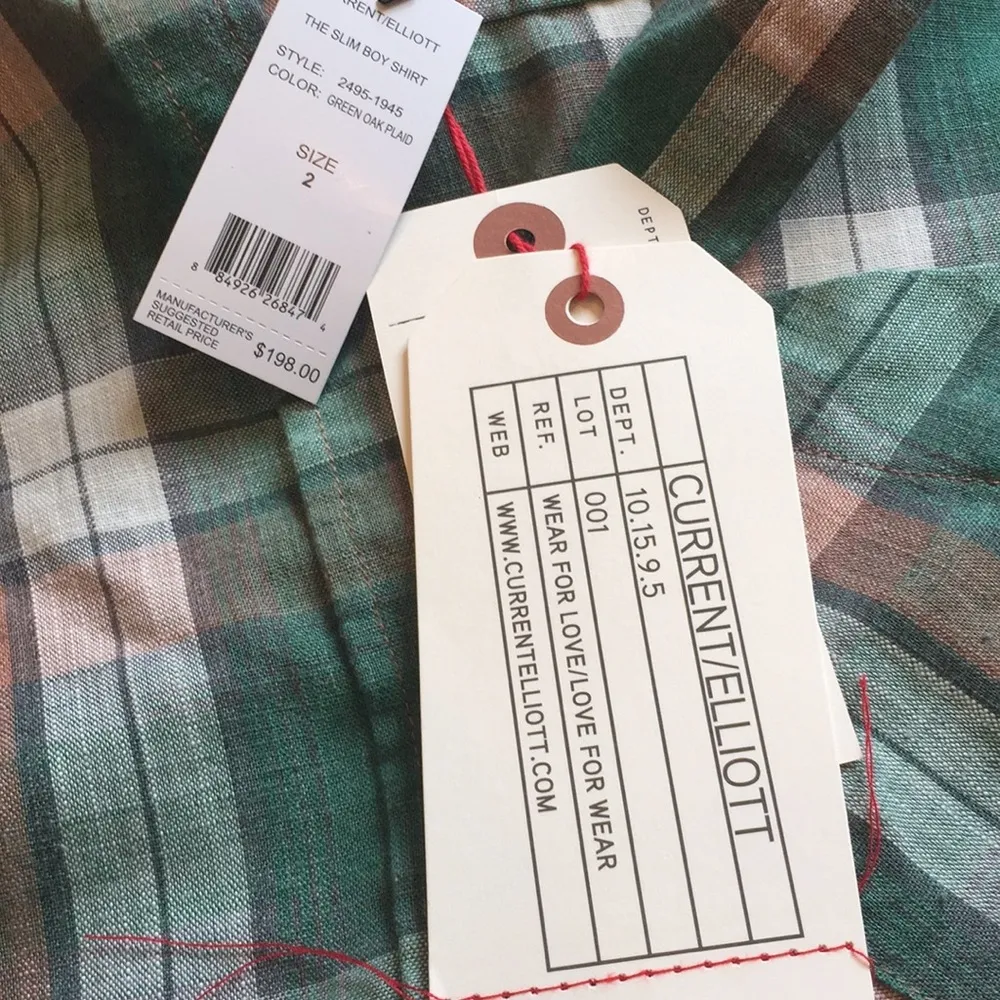 RENT/ELLIOTT
THE SLIM BOY SHIRT
STYLE: 2495-1945
COLOR: GREEN OAK PLAID
SIZE
2
8 84926 26847 4
MANUFACTURER'S
SUGGESTED
RETAIL PRICE $198.00
DEPT
CURRENT/ELLIOTT
DEPT. 10.15.9.5
LOT 001
REF. WEAR FOR LOVE/LOVE FOR WEAR
WEB WWW.CURRENTELLIOTT.COM